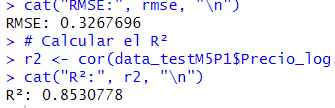 > cat("RMSE:", rmse, "\n")
RMSE: 0.3267696
> # Calcular el R²
> r2 <- cor(data_testM5P1$Precio_log,
> cat("R²:", r2, "\n")
R²: 0.8530778